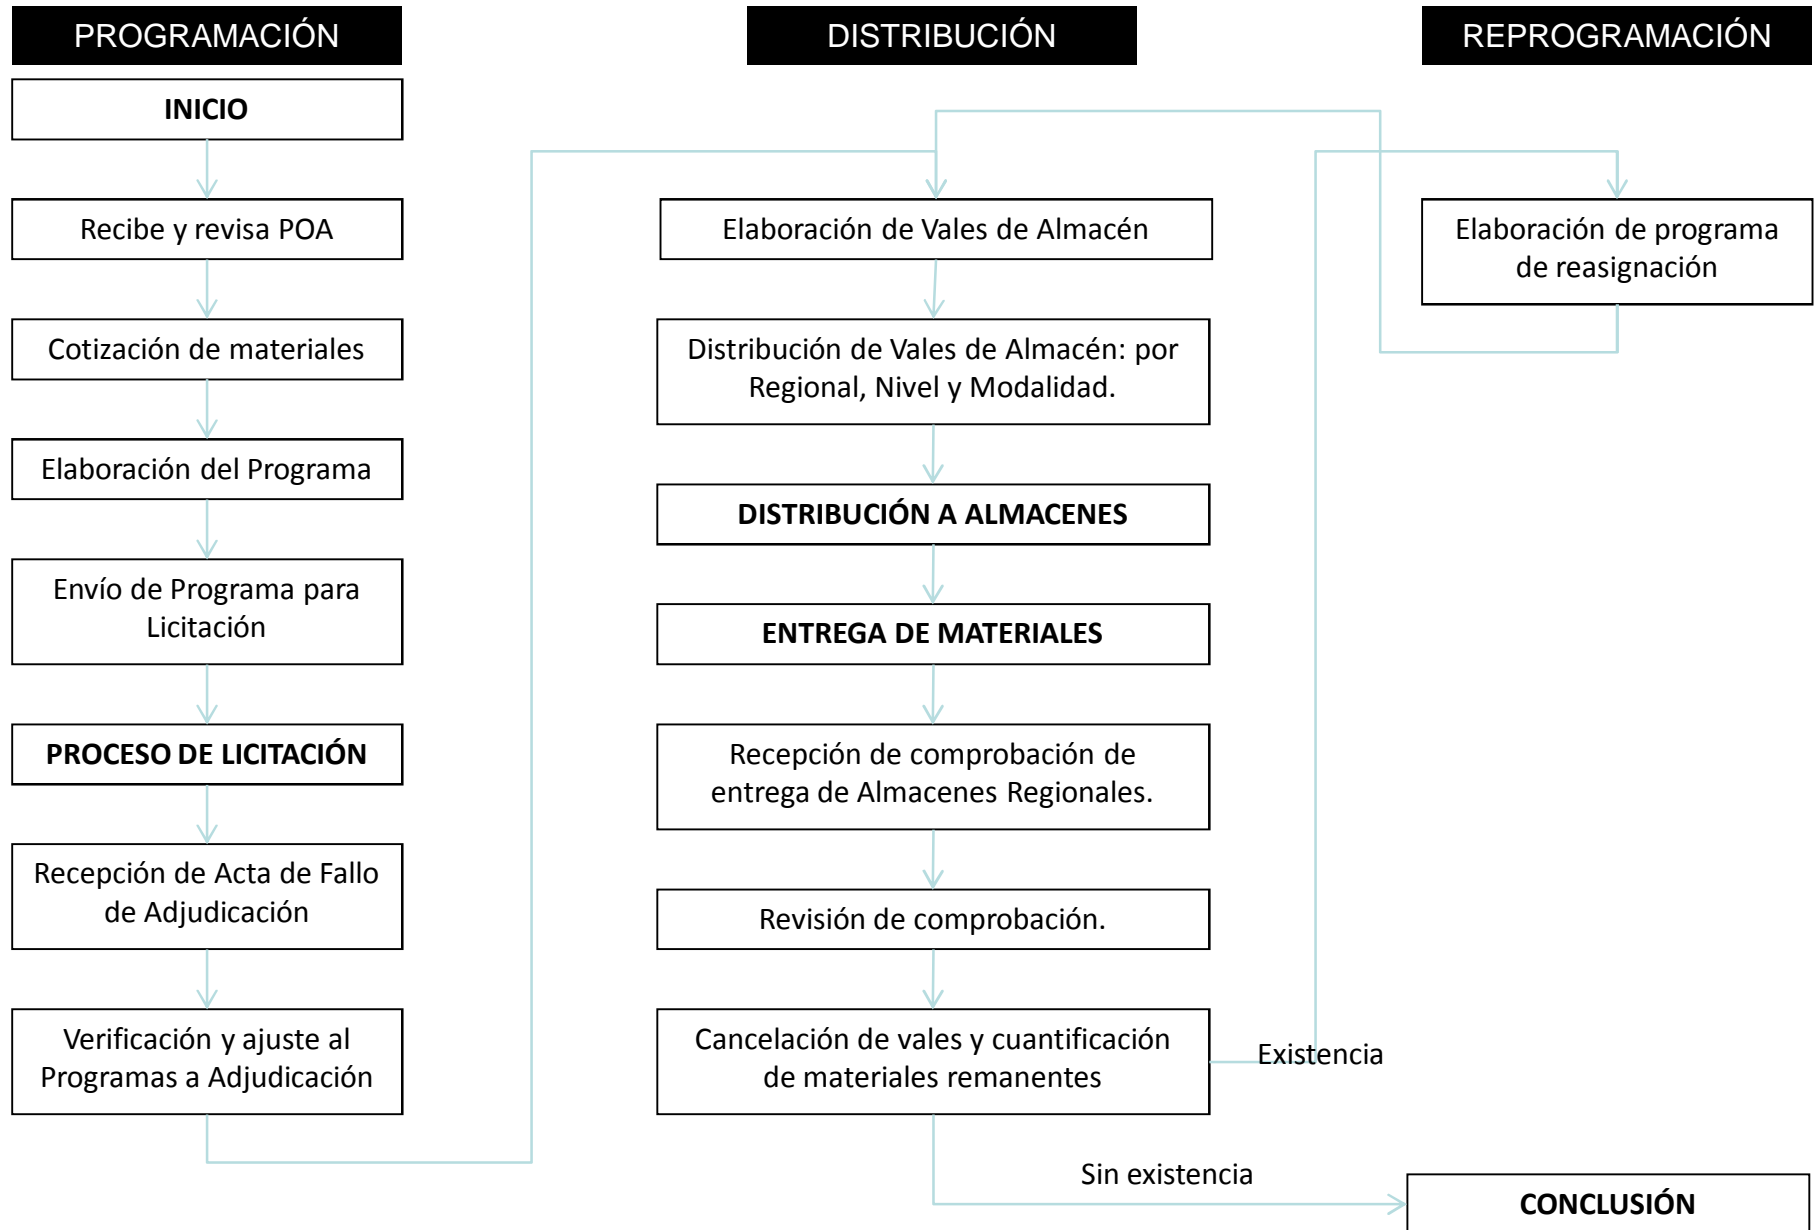 PROGRAMACIÓN
INICIO
Recibe y revisa POA
Cotización de materiales
Elaboración del Programa
Envío de Programa para
Licitación
PROCESO DE LICITACIÓN
Recepción de Acta de Fallo
de Adjudicación
Verificación y ajuste al
Programas a Adjudicación
DISTRIBUCIÓN
Elaboración de Vales de Almacén
Distribución de Vales de Almacén: por
Regional, Nivel y Modalidad.
DISTRIBUCIÓN A ALMACENES
ENTREGA DE MATERIALES
Recepción de comprobación de
entrega de Almacenes Regionales.
Revisión de comprobación.
Cancelación de vales y cuantificación
de materiales remanentes
Existencia
Sin existencia
REPROGRAMACIÓN
Elaboración de programa
de reasignación
CONCLUSIÓN